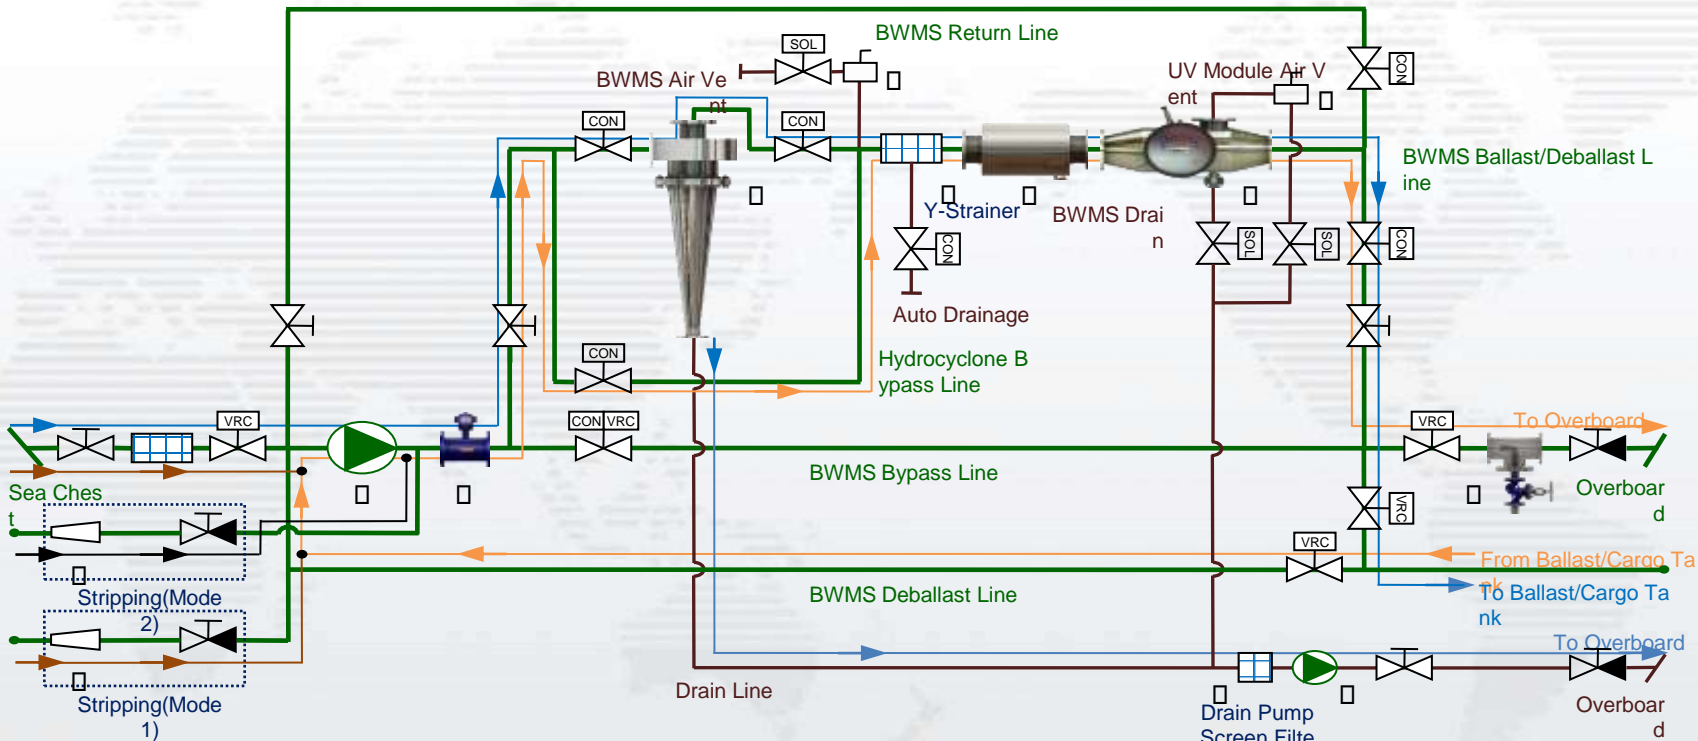 BWMS Return Line
SOL
BWMS Air Ve
nt
UV Module Air V
ent
CON
CON
CON
BWMS Ballast/Deballast L
ine
Y-Strainer
BWMS Drai
n
CON
SOL
SOL
CON
Auto Drainage
Hydrocyclone B
ypass Line
CON
VRC
CON
VRC
VRC
To Overboard
BWMS Bypass Line
Sea Ches
t
Overboar
d
VRC
VRC
From Ballast/Cargo Ta
nk
To Ballast/Cargo Ta
nk
Stripping(Mode
2)
BWMS Deballast Line
To Overboard
Drain Line
Stripping(Mode
1)
Drain Pump
Screen Filte
Overboar
d